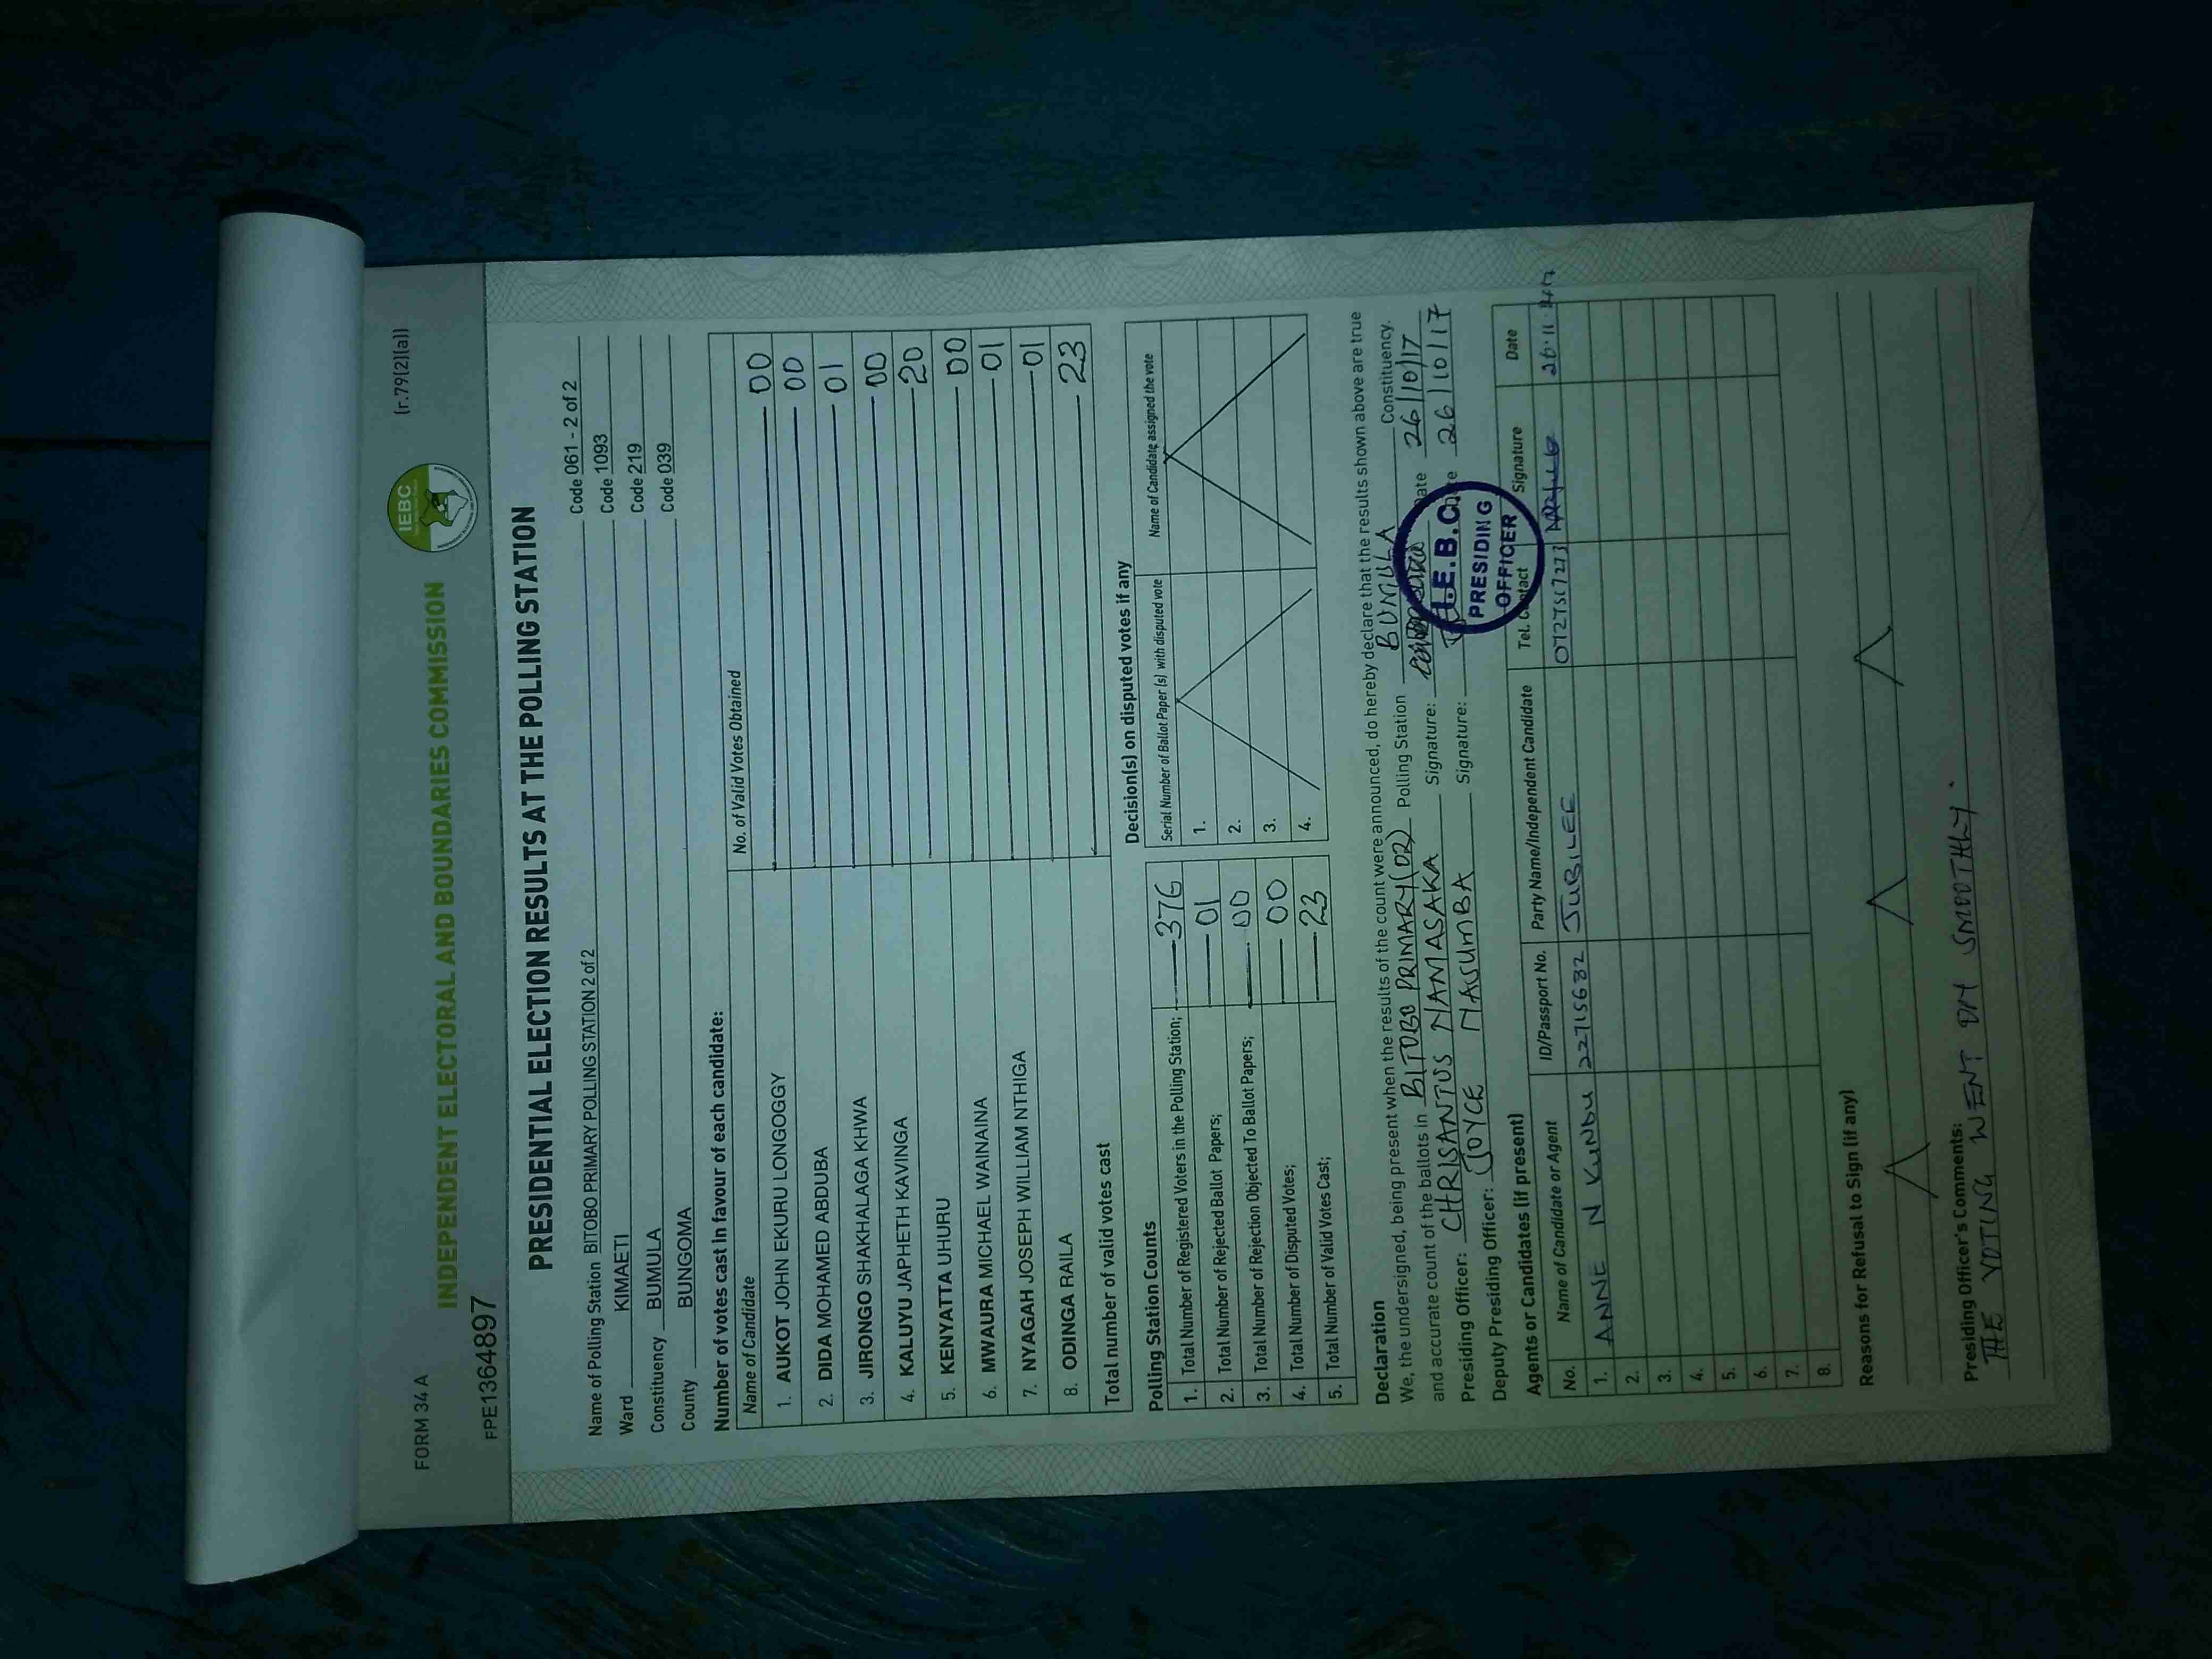 FORM 34 A
(r.79(2)(a))
INDEPENDENT ELECTORAL AND BOUNDARIES COMMISSION
IEBC
FPE1364897
PRESIDENTIAL ELECTION RESULTS AT THE POLLING STATION
Name of Polling Station BITOBO PRIMARY POLLING STATION 2 of 2 Code 061 - 2 of 2
Ward KIMAETI Code 1093
Constituency BUMULA Code 219
County BUNGOMA Code 039
Number of votes cast in favour of each candidate:
Name of Candidate No. of Valid Votes Obtained
1. AUKOT JOHN EKURU LONGOGGY 00
2. DIDA MOHAMED ABDUBA 00
3. JIRONGO SHAKHALAGA KHWA 01
4. KALUYU JAPHETH KAVINGA 00
5. KENYATTA UHURU 20
6. MWAURA MICHAEL WAINAINA 00
7. NYAGAH JOSEPH WILLIAM NTHIGA 01
8. ODINGA RAILA 01
Total number of valid votes cast 23
Polling Station Counts
1. Total Number of Registered Voters in the Polling Station; 376
2. Total Number of Rejected Ballot Papers; 01
3. Total Number of Rejection Objected To Ballot Papers; 00
4. Total Number of Disputed Votes; 00
5. Total Number of Valid Votes Cast; 23
Decision(s) on disputed votes if any
Serial Number of Ballot Paper (s) with disputed vote Name of Candidate assigned the vote
1.
2.
3.
4.
Declaration
We, the undersigned, being present when the results of the count were announced, do hereby declare that the results shown above are true
and accurate count of the ballots in BITOBO PRIMARY (02) Polling Station BUMULA Constituency.
Presiding Officer: CHRISANTUS NAMASAKA Signature: Date 26/10/17
Deputy Presiding Officer: JOYCE NASUMBA Signature: 26/10/17
I.E.B.C.
PRESIDING
OFFICER
Agents or Candidates (if present)
No. Name of Candidate or Agent ID/Passport No. Party Name/Independent Candidate Tel. Contact Signature Date
1. ANNE N KUNDU 22715632 JUBILEE
2.
3.
4.
5.
6.
7.
8.
Reasons for Refusal to Sign (if any)
Presiding Officer's Comments:
THE VOTING WENT ON SMOOTHLY.